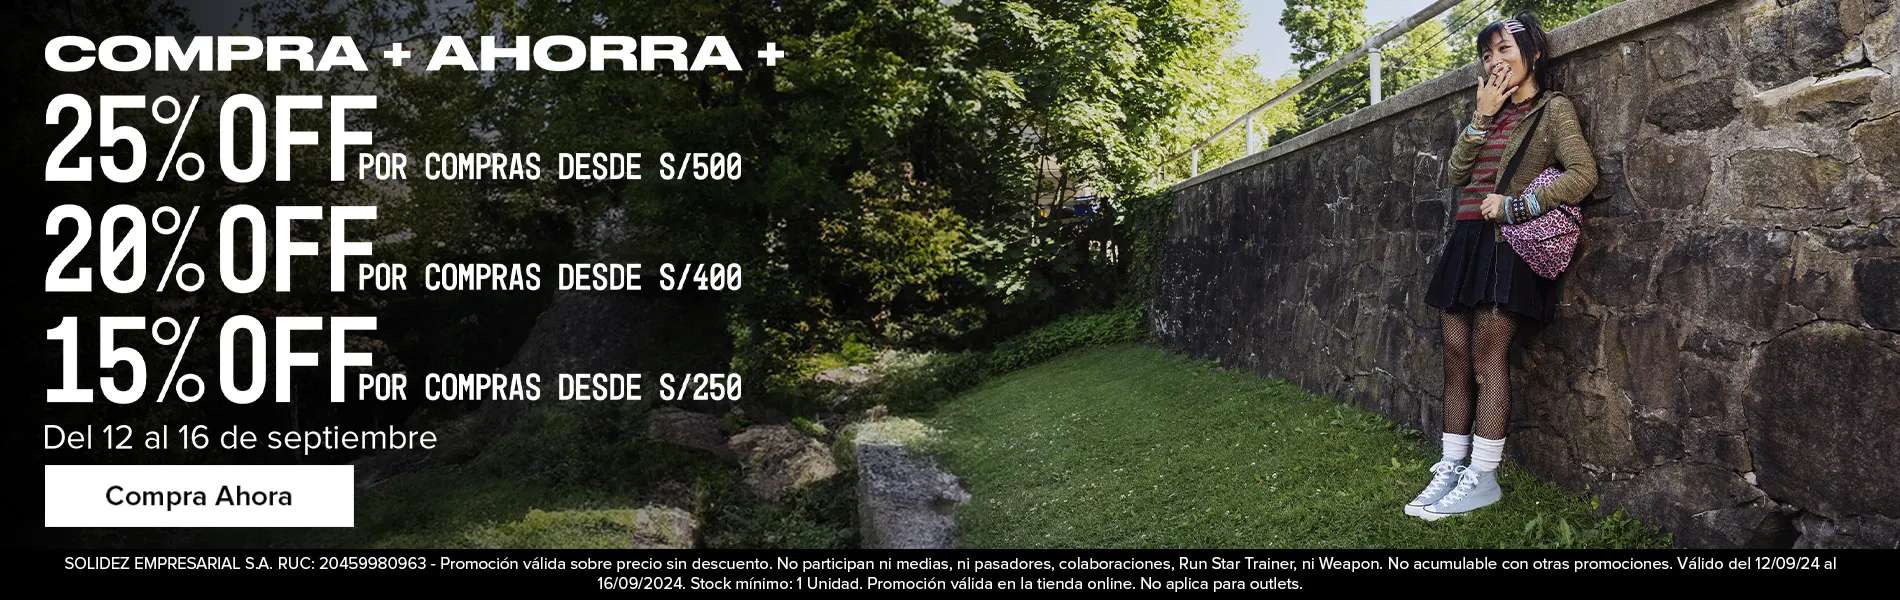 COMPRA + AHORRA +
25% OFF POR COMPRAS DESDE S/500
20% OFF POR COMPRAS DESDE S/400
15% OFF POR COMPRAS DESDE S/250
Del 12 al 16 de septiembre
Compra Ahora
SOLIDEZ EMPRESARIAL S.A. RUC: 20459980963 - Promoción válida sobre precio sin descuento. No participan ni medias, ni pasadores, colaboraciones, Run Star Trainer, ni Weapon. No acumulable con otras promociones. Válido del 12/09/24 al
16/09/2024. Stock mínimo: 1 Unidad. Promoción válida en la tienda online. No aplica para outlets.